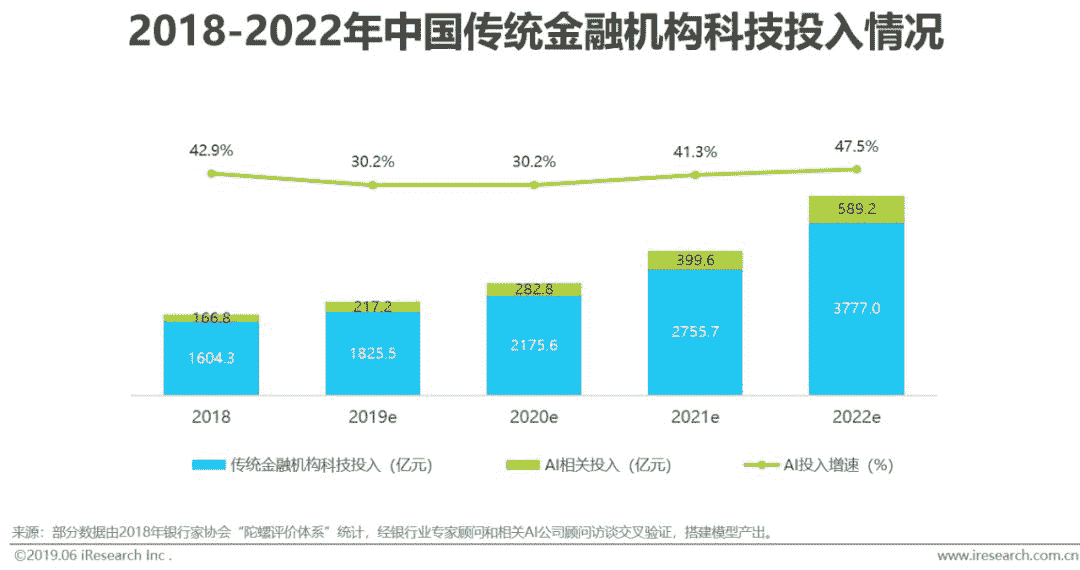 2018-2022年中国传统金融机构科技投入情况
42.9%
30.2%
30.2%
41.3%
47.5%
166.8
217.2
282.8
399.6
589.2
1604.3
1825.5
2175.6
2755.7
3777.0
2018
2019e
2020e
2021e
2022e
传统金融机构科技投入（亿元）
AI相关投入（亿元）
AI投入增速（%）
来源：部分数据由2018年银行家协会“陀螺评价体系”统计，经银行业专家顾问和相关AI公司顾问访谈交叉验证，搭建模型产出。
©2019.06 iResearch Inc .
www.iresearch.com.cn